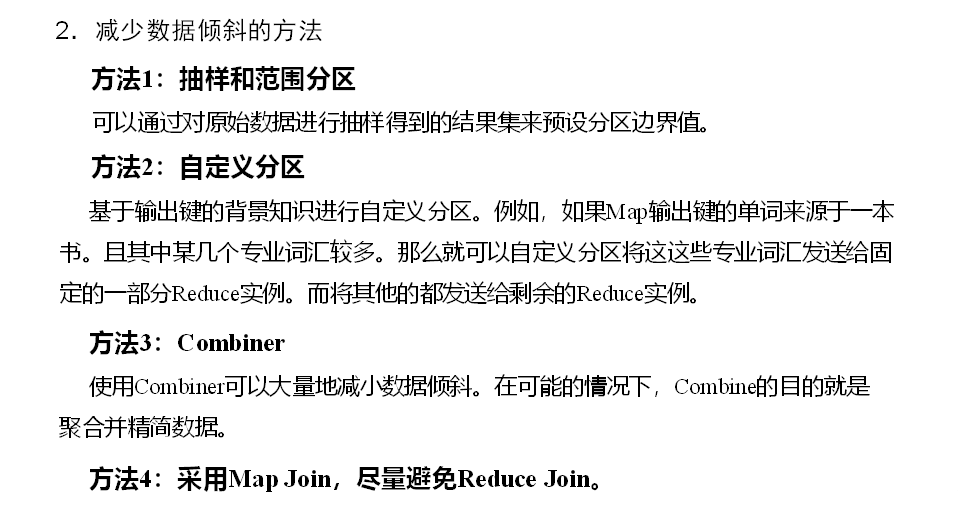 2．减少数据倾斜的方法
方法1：抽样和范围分区
可以通过对原始数据进行抽样得到的结果集来预设分区边界值。
方法2：自定义分区
基于输出键的背景知识进行自定义分区。例如，如果Map输出键的单词来源于一本
书。且其中某几个专业词汇较多。那么就可以自定义分区将这这些专业词汇发送给固
定的一部分Reduce实例。而将其他的都发送给剩余的Reduce实例。
方法3：Combiner
使用Combiner可以大量地减小数据倾斜。在可能的情况下，Combine的目的就是
聚合并精简数据。
方法4：采用Map Join，尽量避免Reduce Join。